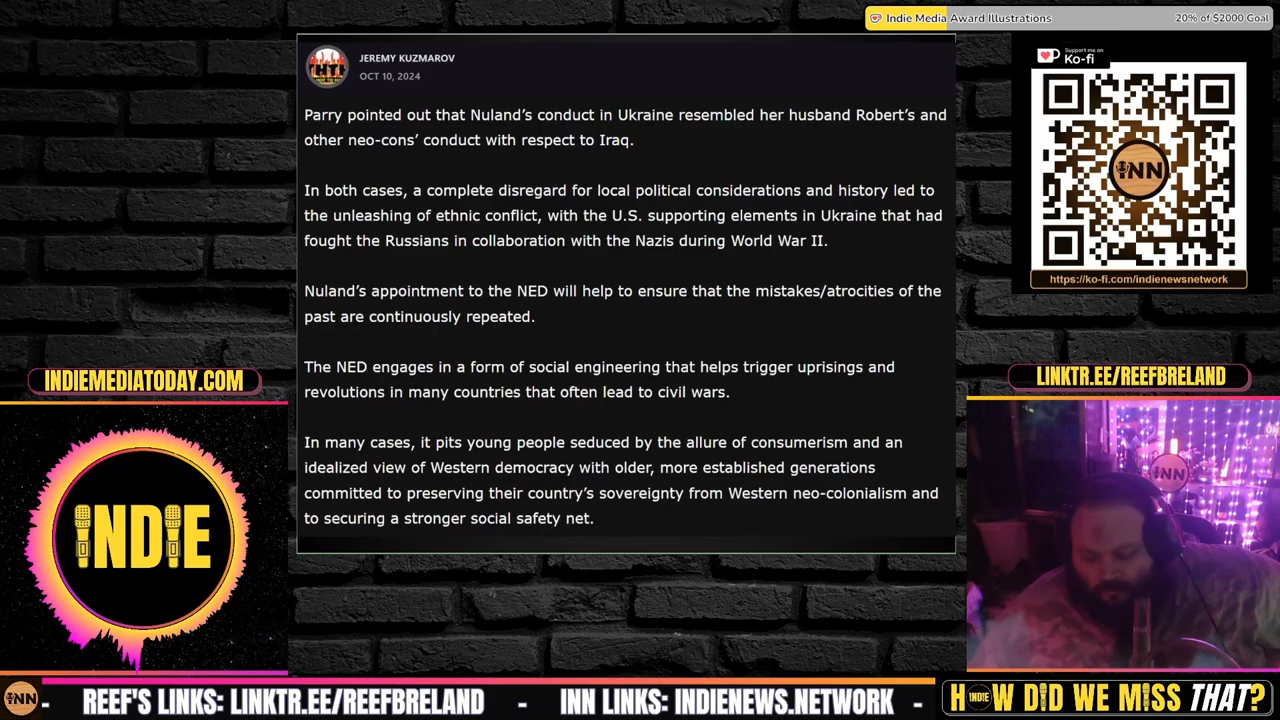 Indie Media Award Illustrations
20% of $2000 Goal
JEREMY KUZMAROV
OCT 10, 2024
Parry pointed out that Nuland's conduct in Ukraine resembled her husband Robert's and
other neo-cons' conduct with respect to Iraq.
In both cases, a complete disregard for local political considerations and history led to
the unleashing of ethnic conflict, with the U.S. supporting elements in Ukraine that had
fought the Russians in collaboration with the Nazis during World War II.
Nuland's appointment to the NED will help to ensure that the mistakes/atrocities of the
past are continuously repeated.
The NED engages in a form of social engineering that helps trigger uprisings and
revolutions in many countries that often lead to civil wars.
In many cases, it pits young people seduced by the allure of consumerism and an
idealized view of Western democracy with older, more established generations
committed to preserving their country's sovereignty from Western neo-colonialism and
to securing a stronger social safety net.
Support me on
Ko-fi
INN
https://ko-fi.com/indienewsnetwork
INDIEMEDIATODAY.COM
LINKTR.EE/REEFBRELAND
INDIE
INN
INN
- REEF'S LINKS: LINKTR.EE/REEFBRELAND - INN LINKS: INDIENEWS.NETWORK -
HOW DID WE MISS THAT?